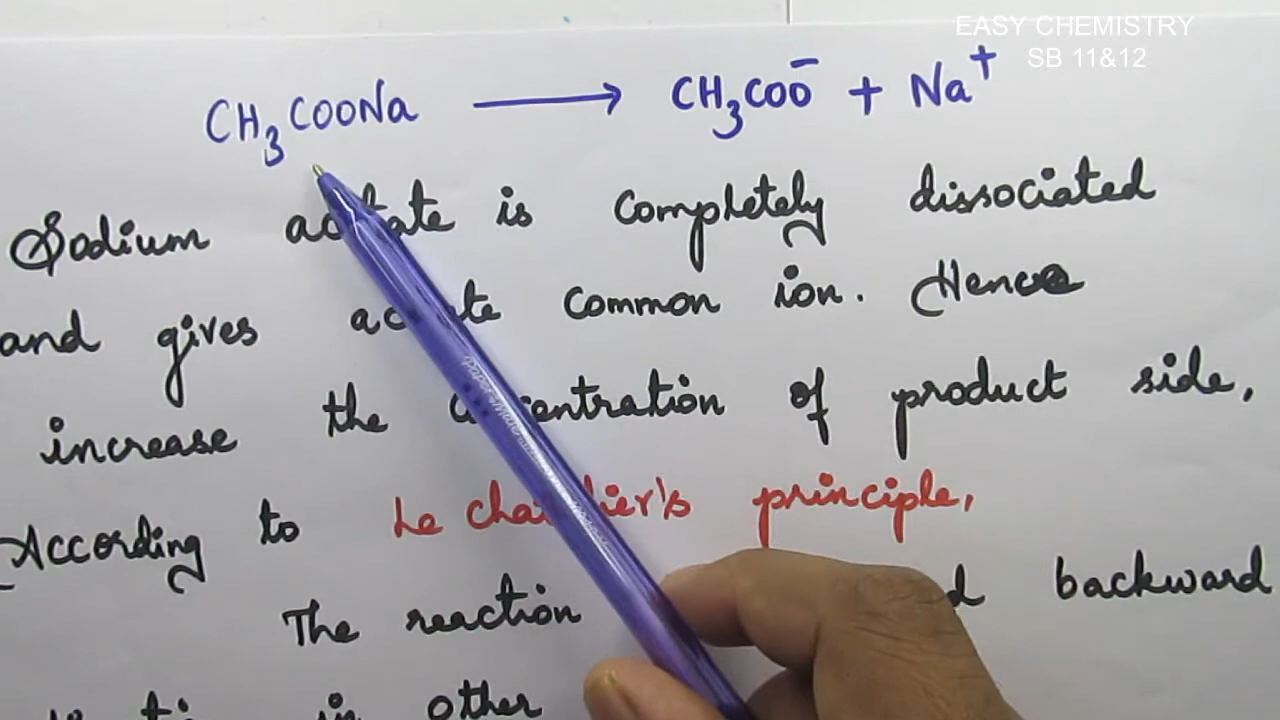 EASY CHEMISTRY
SB 11&12
CH₃COONa ⟶ CH₃COO⁻ + Na⁺
Sodium is completely dissociated
and gives common ion. Hence
increase the of product side,
According to Le principle,
The reaction backward
in other